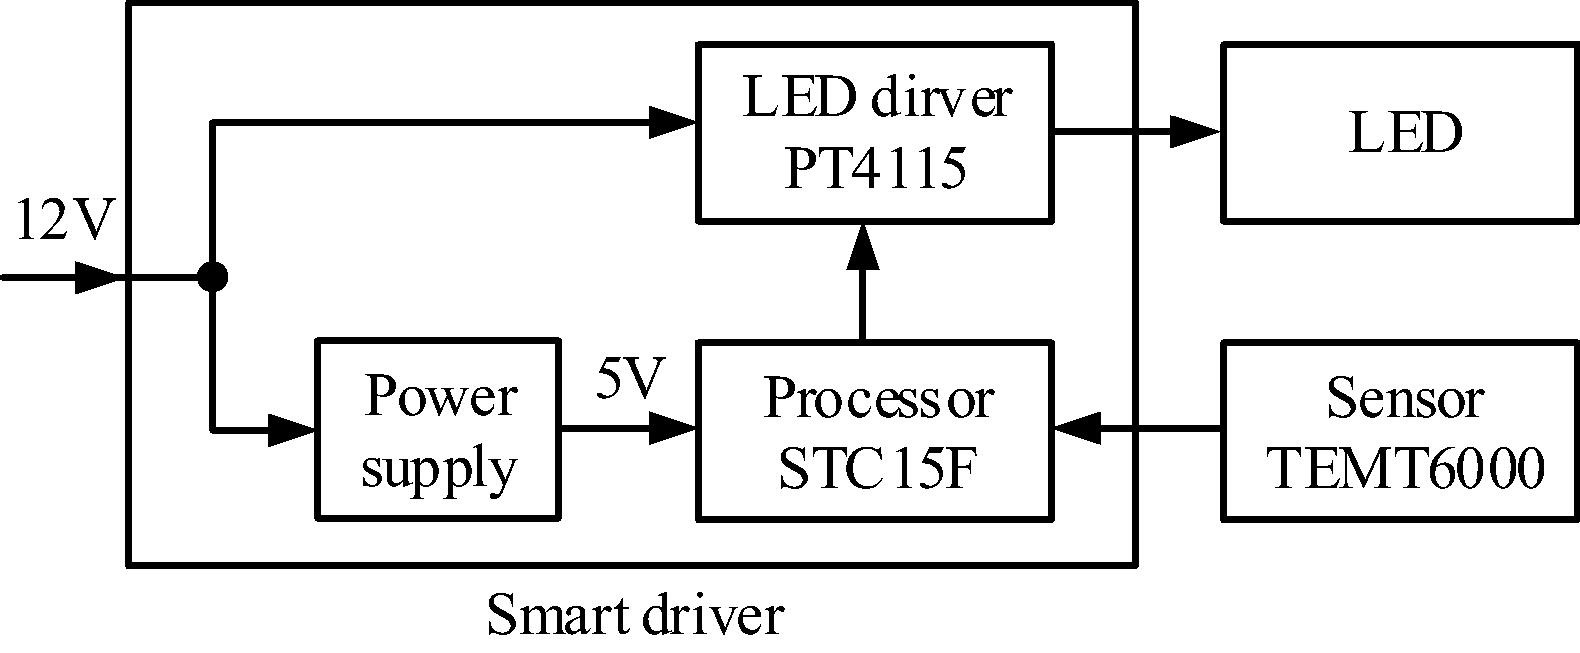 LED dirver
PT4115
LED
12V
Power
supply
5V
Processor
STC15F
Sensor
TEMT6000
Smart driver